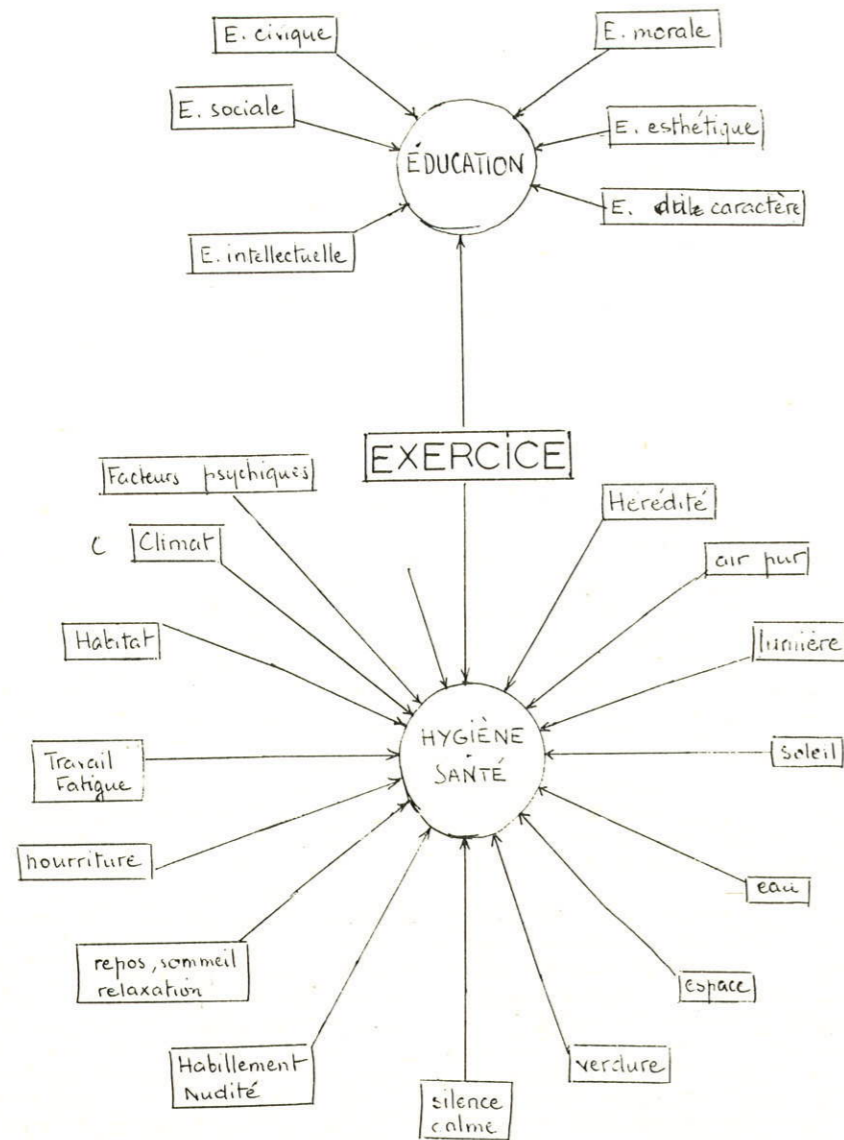 E. civique
E. morale
E. sociale
E. esthétique
ÉDUCATION
E. caractère
E. intellectuelle
EXERCICE
Facteurs psychiques
Hérédité
C Climat
air pur
Habitat
lumière
HYGIÈNE
SANTÉ
Soleil
Travail
Fatigue
nourriture
eau
repos, sommeil
relaxation
espace
Habillement
Nudité
verdure
silence
calme